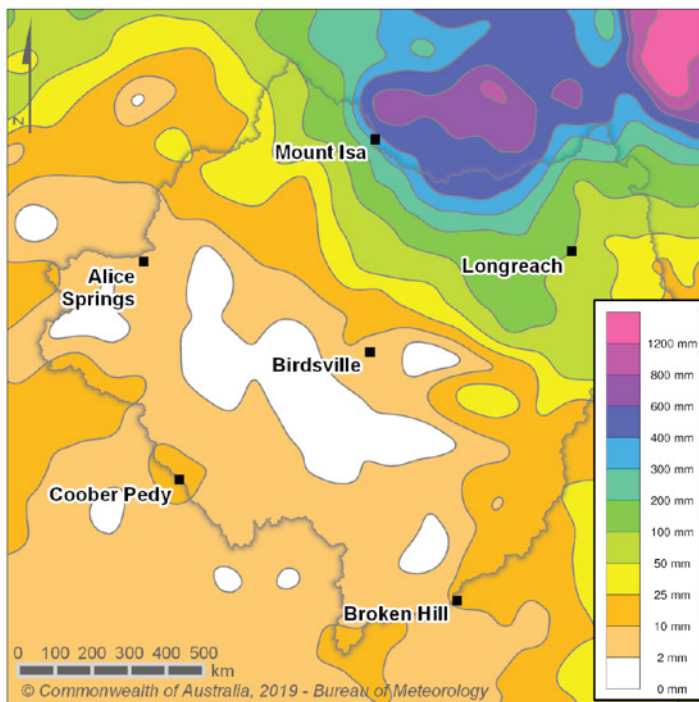 N
Mount Isa
Longreach
Alice
Springs
Birdsville
Coober Pedy
Broken Hill
1200 mm
800 mm
600 mm
400 mm
300 mm
200 mm
100 mm
50 mm
25 mm
10 mm
2 mm
0 mm
0 100 200 300 400 500
km
© Commonwealth of Australia, 2019 - Bureau of Meteorology